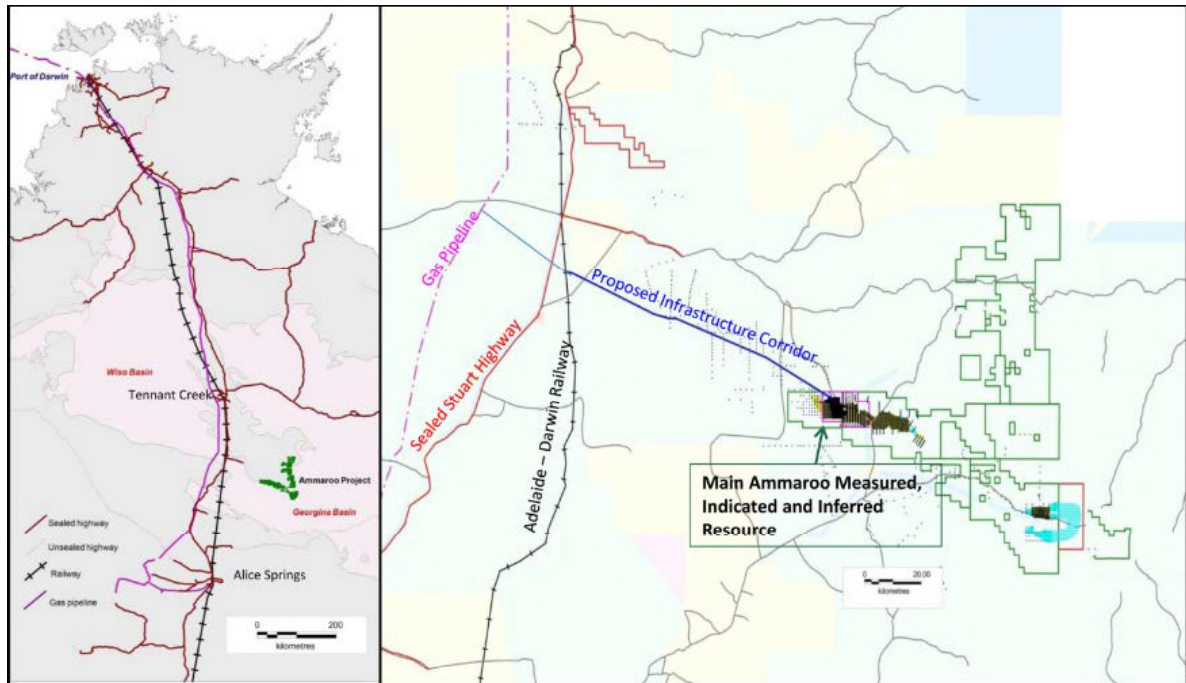 Port of Darwin
Wiso Basin
Tennant Creek
Ammaroo Project
Georgina Basin
Sealed highway
Unsealed highway
Railway
Gas pipeline
Alice Springs
0 200
kilometres
Gas Pipeline
Sealed Stuart Highway
Adelaide – Darwin Railway
Proposed Infrastructure Corridor
Main Ammaroo Measured,
Indicated and Inferred
Resource
0 20.00
kilometres